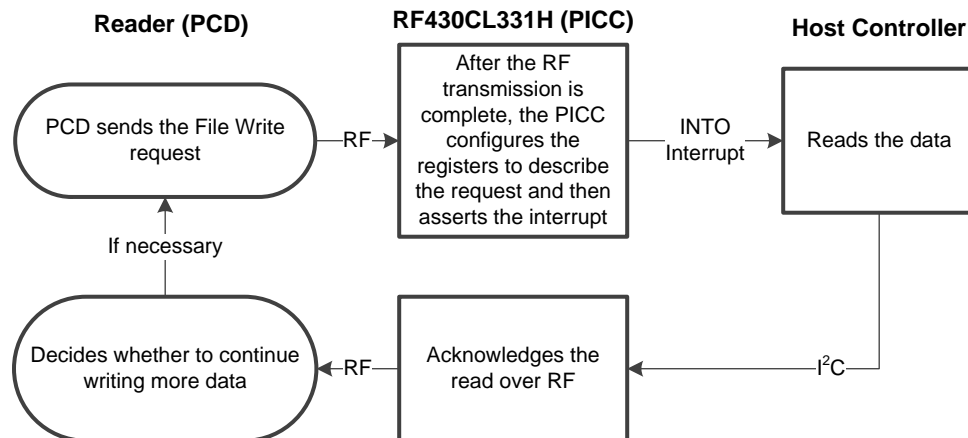 Reader (PCD)
RF430CL331H (PICC)
Host Controller
PCD sends the File Write
request
RF
After the RF
transmission is
complete, the PICC
configures the
registers to describe
the request and then
asserts the interrupt
INTO
Interrupt
Reads the data
If necessary
Decides whether to continue
writing more data
RF
Acknowledges the
read over RF
I²C